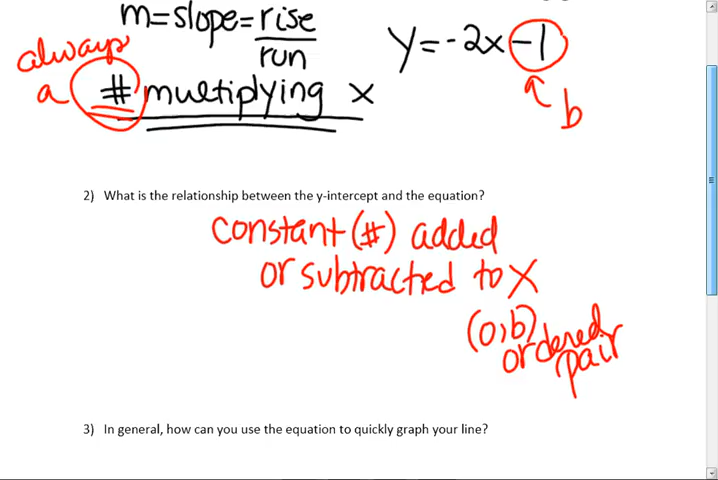 m=slope=rise
run
y=-2x-1
always
a # multiplying x
b
2) What is the relationship between the y-intercept and the equation?
constant (#) added
or subtracted to x
(0,b)
ordered
pair
3) In general, how can you use the equation to quickly graph your line?